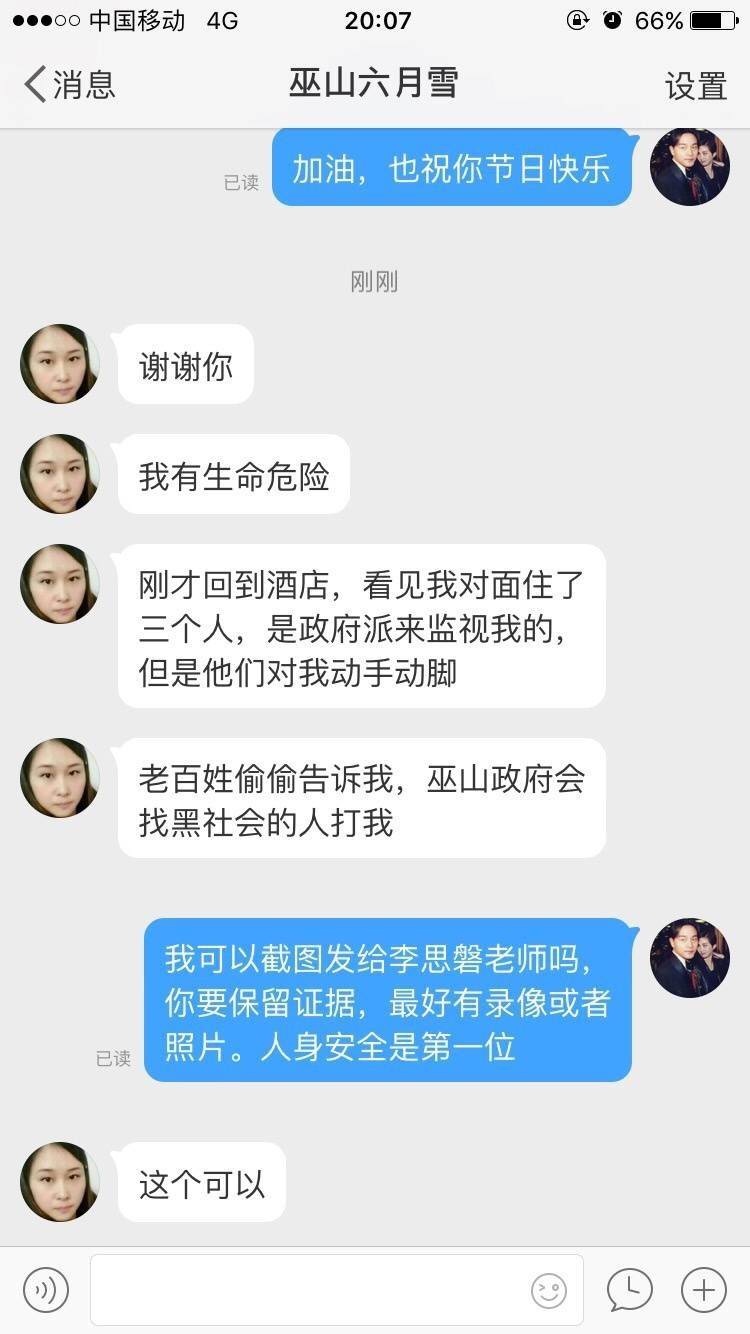 中国移动 4G 20:07 66%
消息 巫山六月雪 设置
加油，也祝你节日快乐
已读
刚刚
谢谢你
我有生命危险
刚才回到酒店，看见我对面住了
三个人，是政府派来监视我的，
但是他们对我动手动脚
老百姓偷偷告诉我，巫山政府会
找黑社会的人打我
我可以截图发给李思磐老师吗，
你要保留证据，最好有录像或者
照片。人身安全是第一位
已读
这个可以